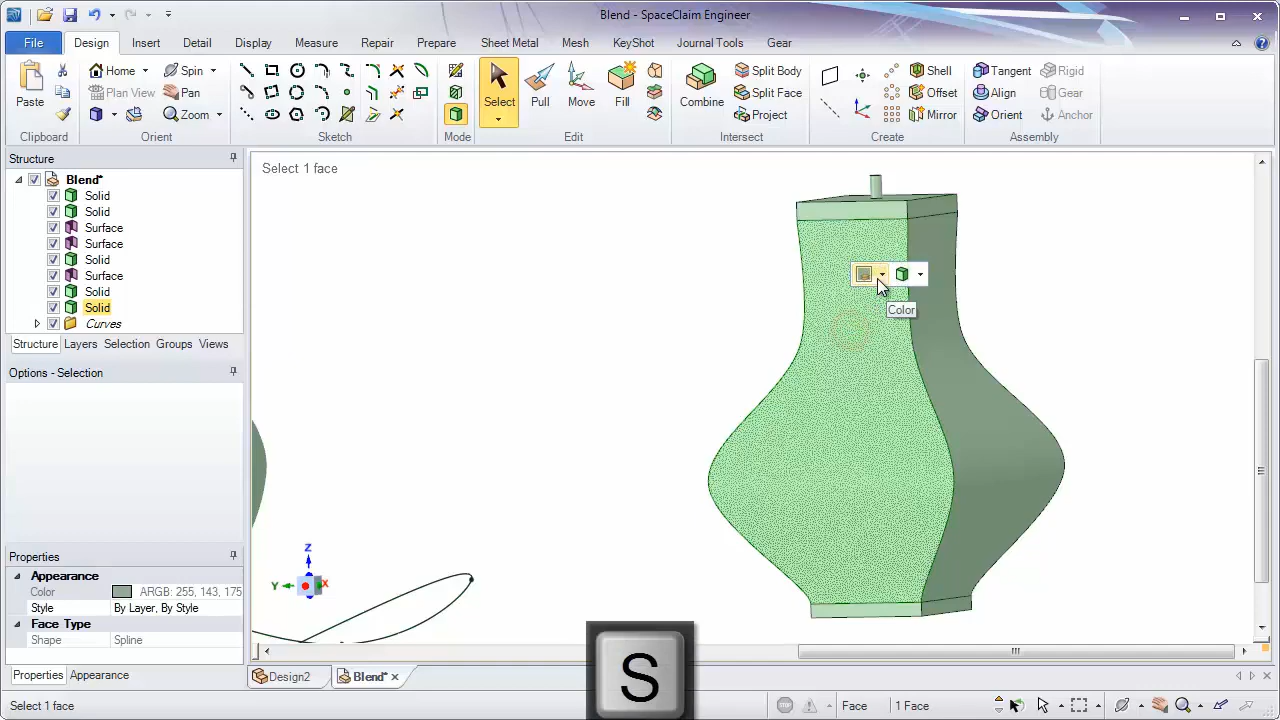 Blend - SpaceClaim Engineer
File Design Insert Detail Display Measure Repair Prepare Sheet Metal Mesh KeyShot Journal Tools Gear
Home Spin Split Body Shell Tangent Rigid
Plan View Pan Split Face Offset Align Gear
Paste Zoom Select Pull Move Fill Combine Project Mirror Orient Anchor
Clipboard Orient Sketch Mode Edit Intersect Create Assembly
Structure
Blend*
Solid
Solid
Surface
Surface
Solid
Surface
Solid
Solid
Curves
Structure Layers Selection Groups Views
Options - Selection
Properties
Appearance
Color ARGB: 255, 143, 175
Style By Layer, By Style
Face Type
Shape Spline
Properties Appearance
Select 1 face
Color
Z
Y X
S
Design2 Blend*
Select 1 face Face 1 Face